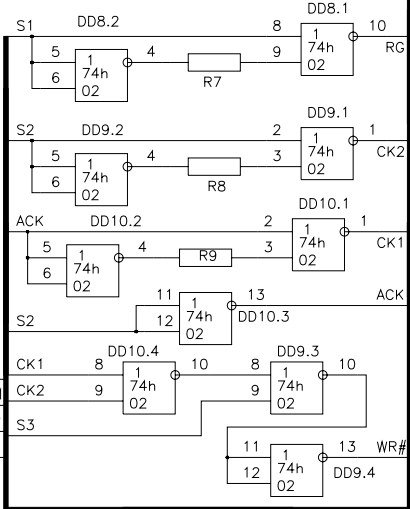 DD8.1
S1 DD8.2 8 10
5 1 4 9 1 RG
74h 74h
6 02 R7 02
DD9.1
S2 DD9.2 2 1
5 1 4 3 1 CK2
74h 74h
6 02 R8 02
DD10.1
ACK DD10.2 2 1
5 1 4 R9 3 1 CK1
74h 74h
6 02 02
11 1 13 ACK
S2 12 74h DD10.3
02
DD10.4 DD9.3
CK1 8 1 10 8 1 10
CK2 9 74h 9 74h
02 02
S3
11 1 13 WR#
12 74h DD9.4
02